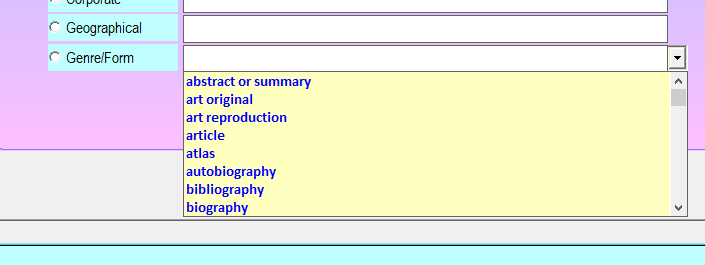 Corporate
Geographical
Genre/Form
abstract or summary
art original
art reproduction
article
atlas
autobiography
bibliography
biography